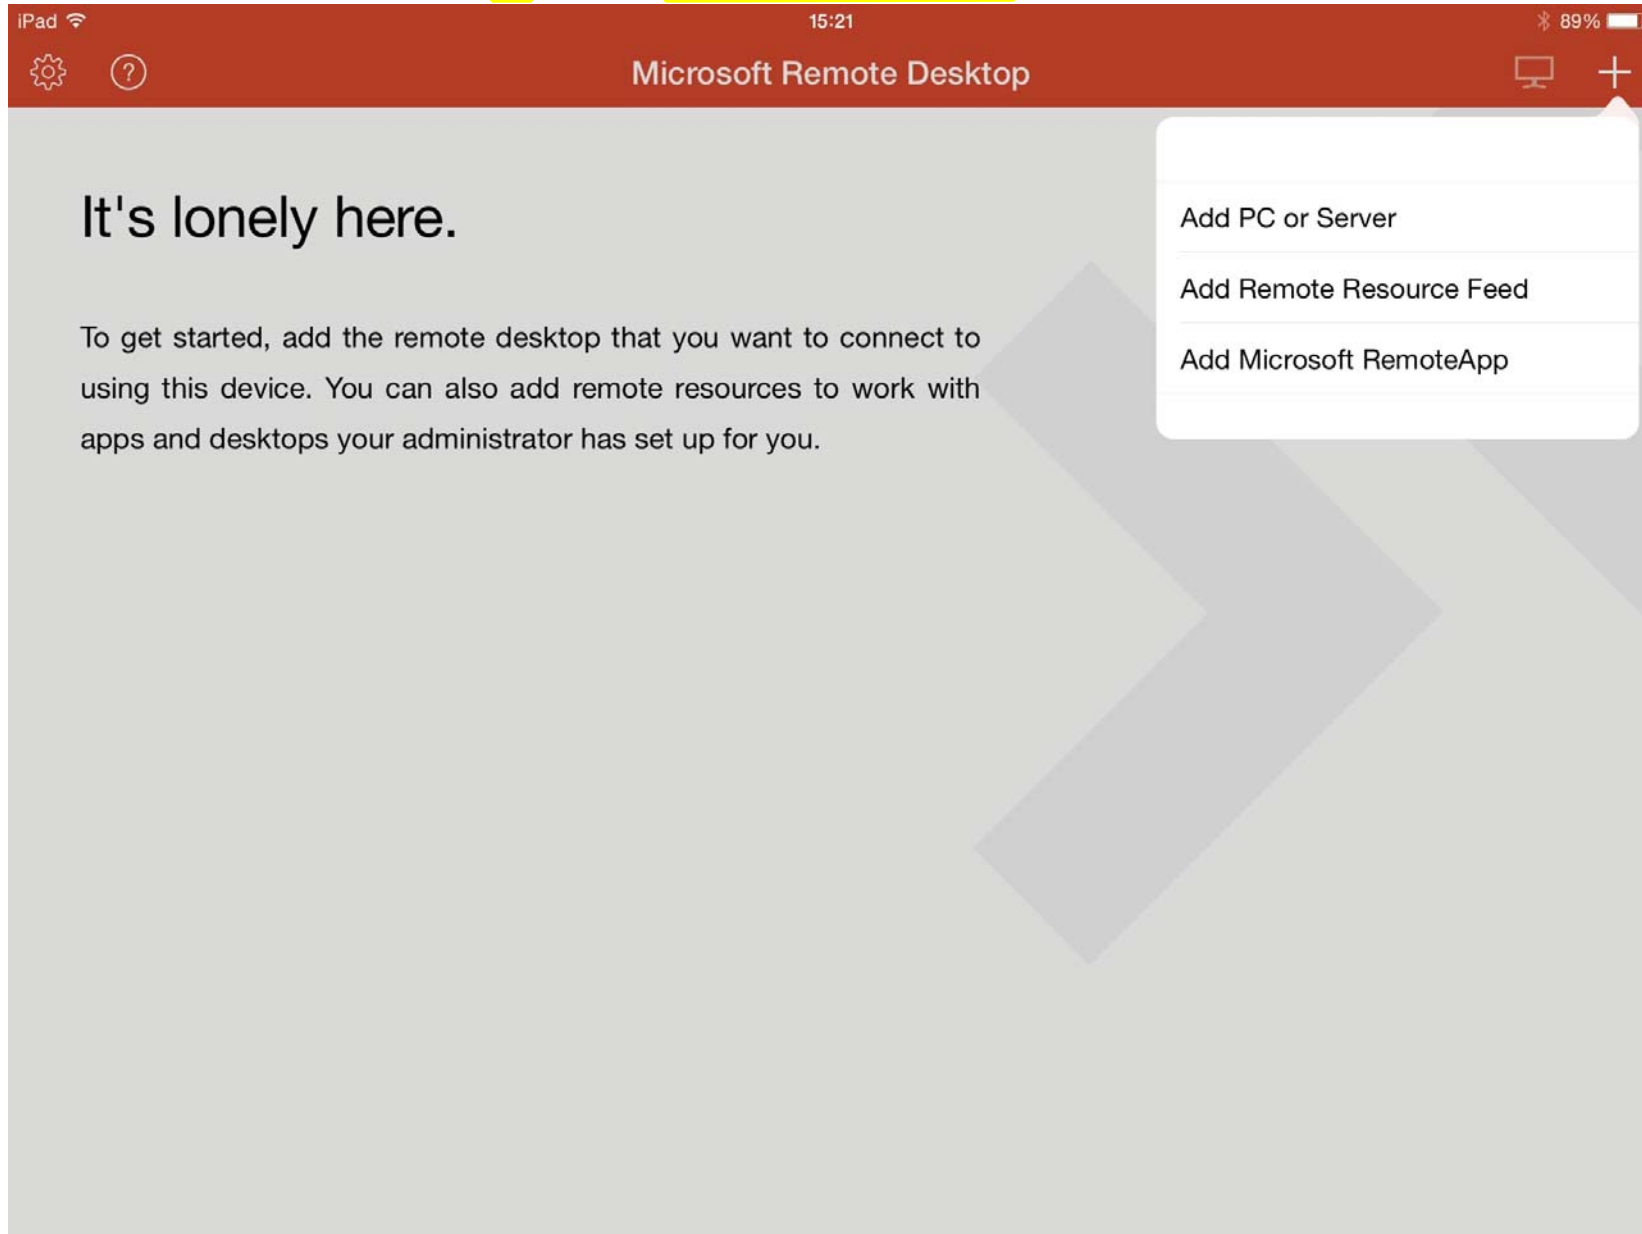 iPad 15:21 89%
? Microsoft Remote Desktop +
It's lonely here.
To get started, add the remote desktop that you want to connect to
using this device. You can also add remote resources to work with
apps and desktops your administrator has set up for you.
Add PC or Server
Add Remote Resource Feed
Add Microsoft RemoteApp